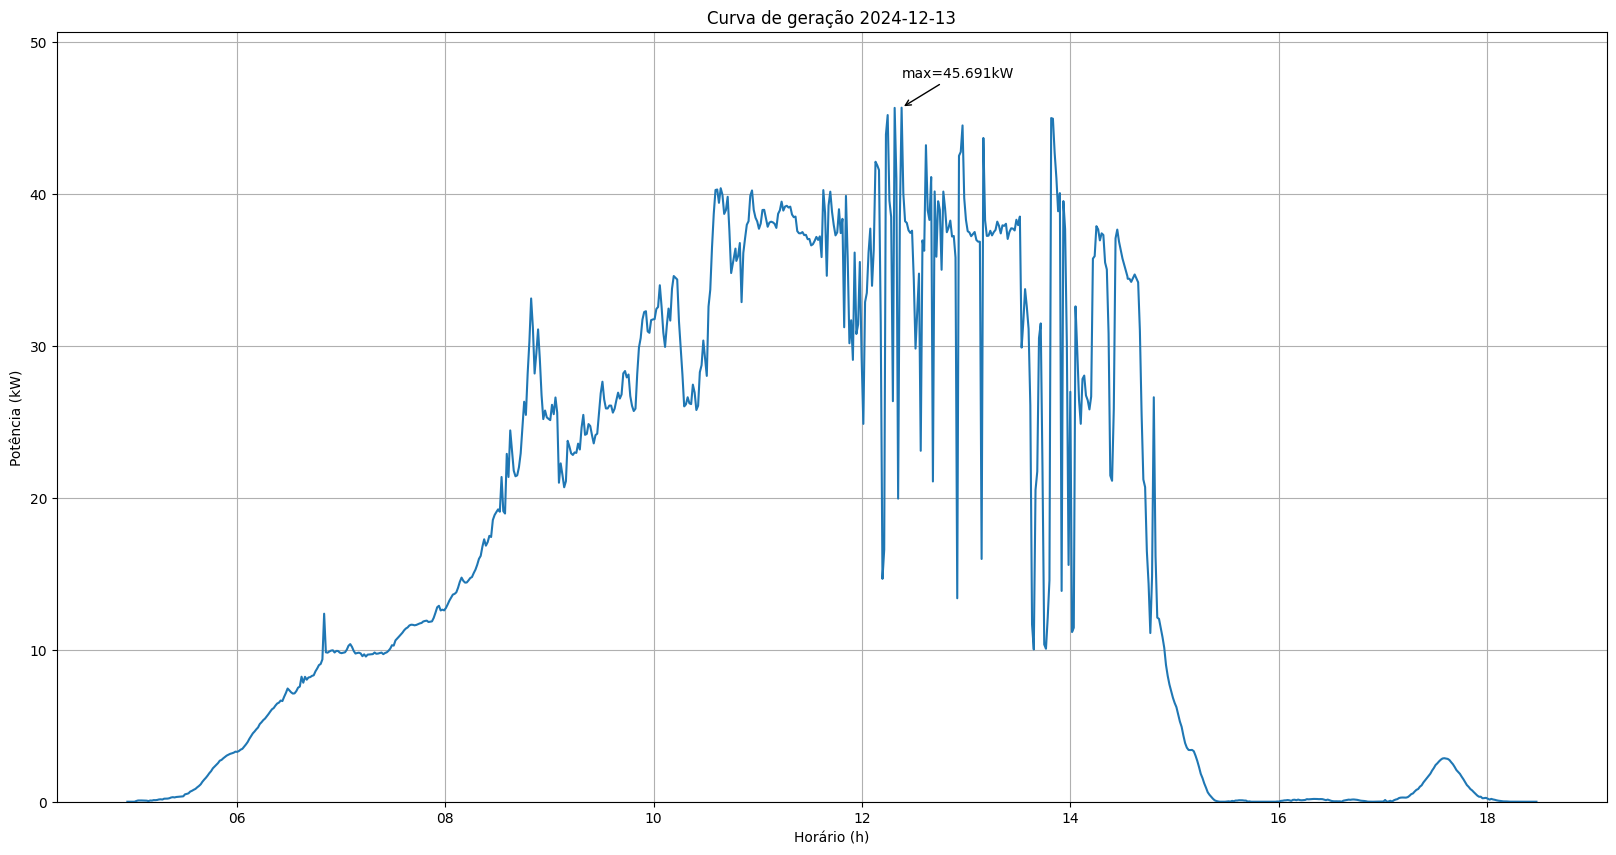 Curva de geração 2024-12-13
50
max=45.691kW
40
30
Potência (kW)
20
10
0
06 08 10 12 14 16 18
Horário (h)